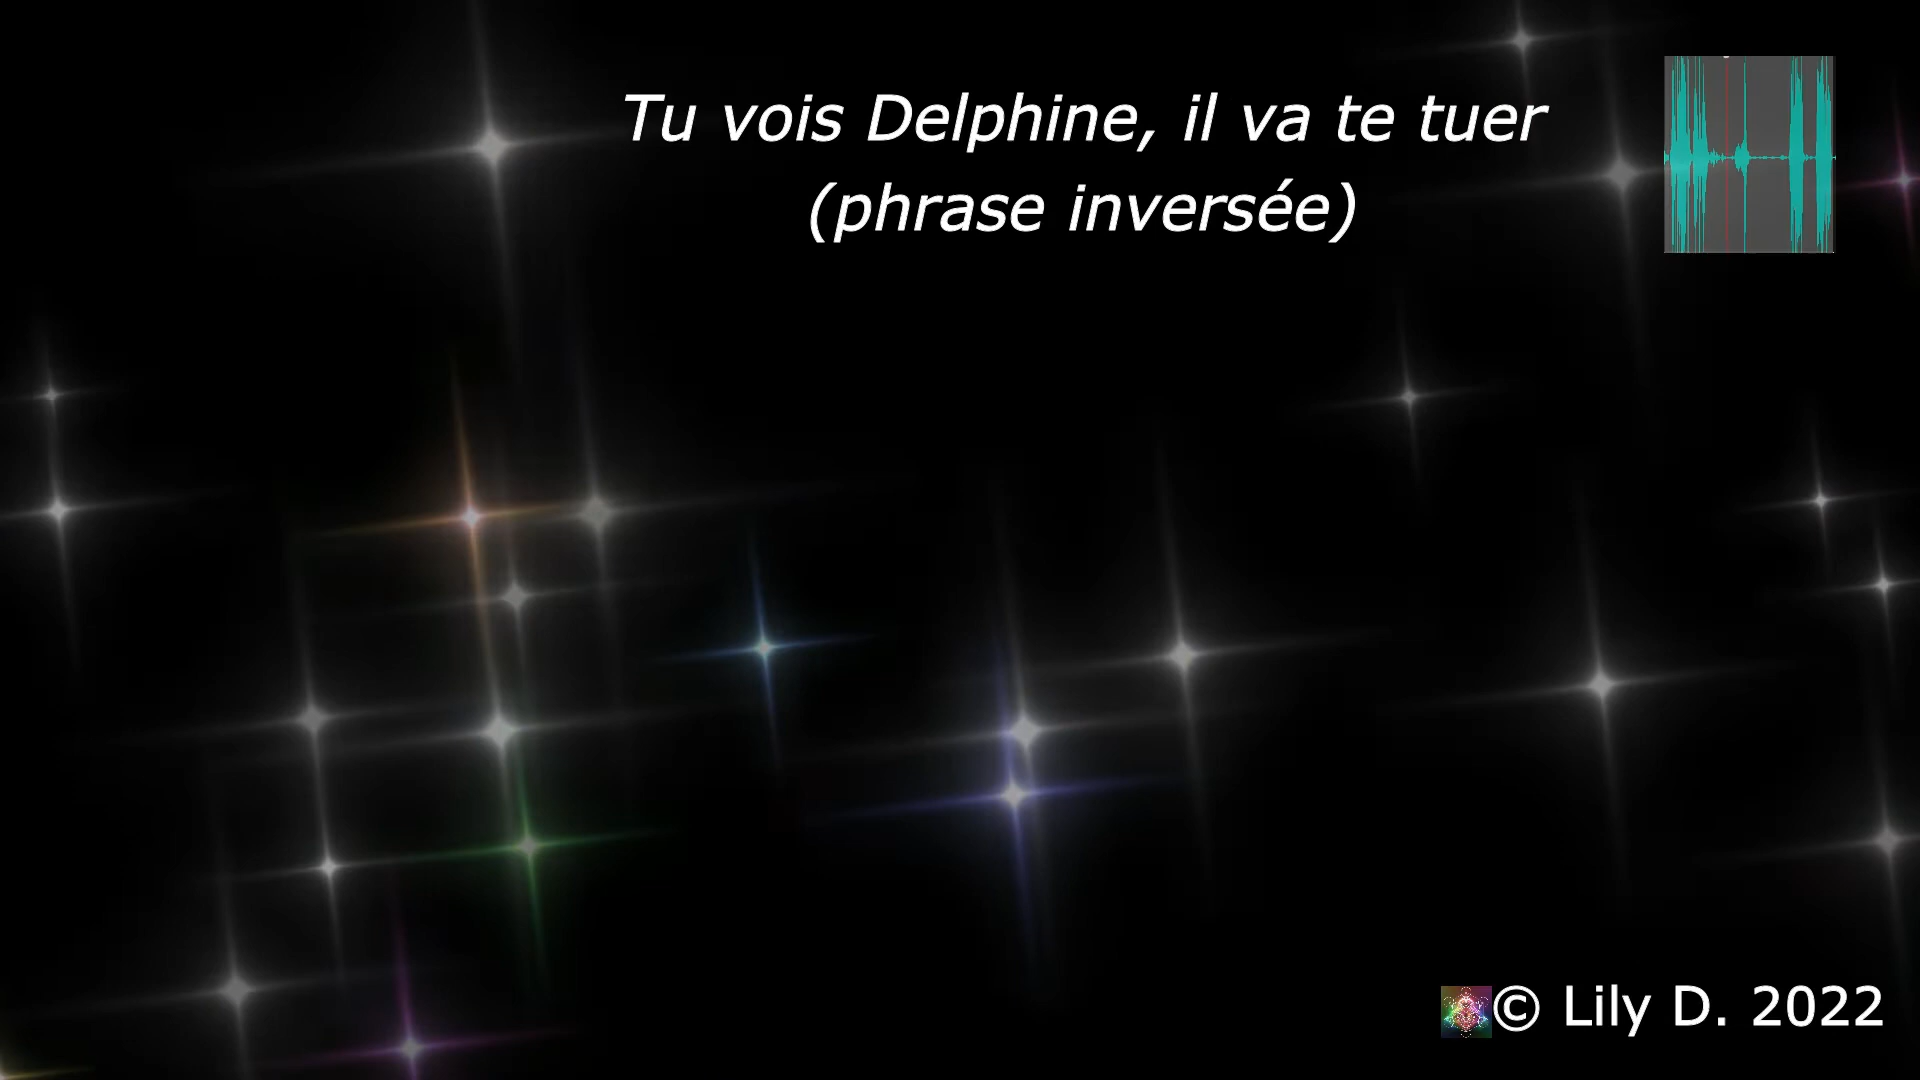 Tu vois Delphine, il va te tuer
(phrase inversée)
© Lily D. 2022